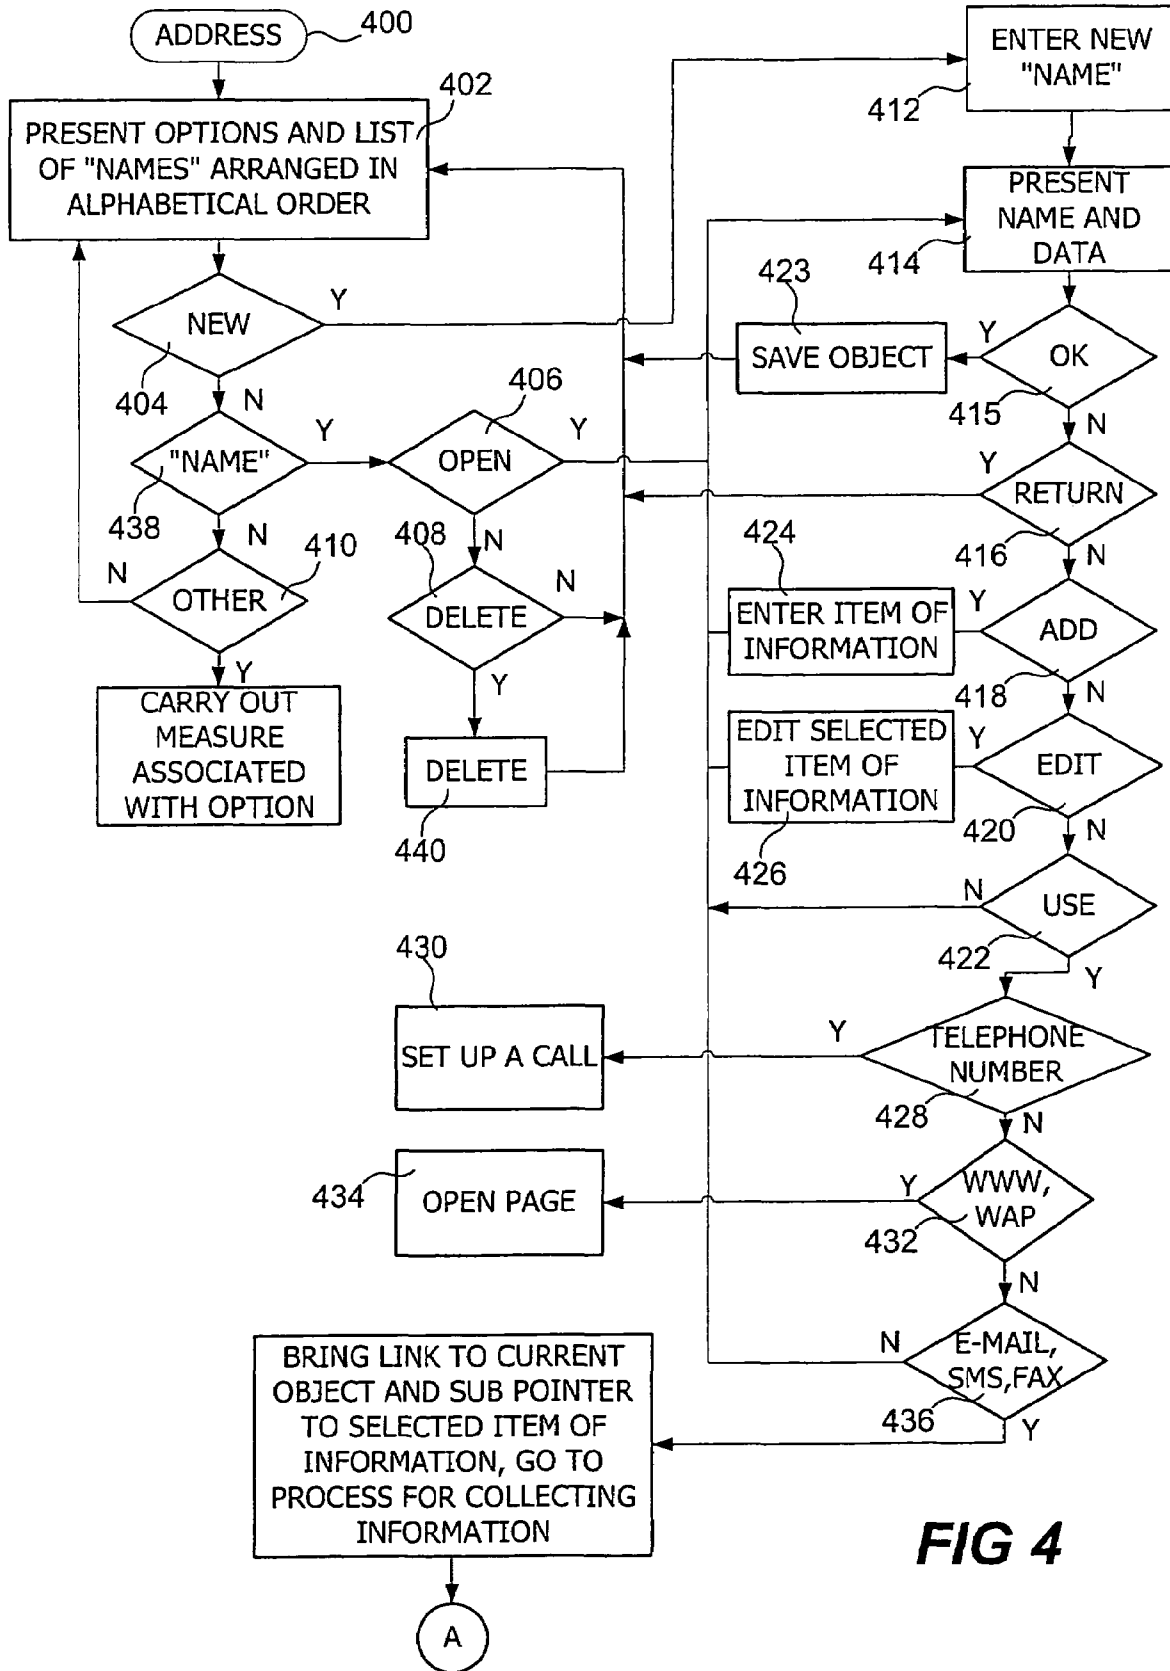 ADDRESS
400
402
PRESENT OPTIONS AND LIST
OF "NAMES" ARRANGED IN
ALPHABETICAL ORDER
NEW
Y
404
N
"NAME"
Y
438
N
OTHER
410
N
Y
CARRY OUT
MEASURE
ASSOCIATED
WITH OPTION
406
OPEN
Y
N
408
DELETE
N
Y
DELETE
440
ENTER NEW
"NAME"
412
PRESENT
NAME AND
DATA
414
423
SAVE OBJECT
Y
OK
415
N
Y
RETURN
416
N
424
ENTER ITEM OF
INFORMATION
Y
ADD
418
N
EDIT SELECTED
ITEM OF
INFORMATION
426
Y
EDIT
420
N
N
USE
422
Y
430
SET UP A CALL
Y
TELEPHONE
NUMBER
428
N
434
OPEN PAGE
Y
WWW,
WAP
432
N
N
E-MAIL,
SMS,FAX
436
Y
BRING LINK TO CURRENT
OBJECT AND SUB POINTER
TO SELECTED ITEM OF
INFORMATION, GO TO
PROCESS FOR COLLECTING
INFORMATION
A
FIG 4